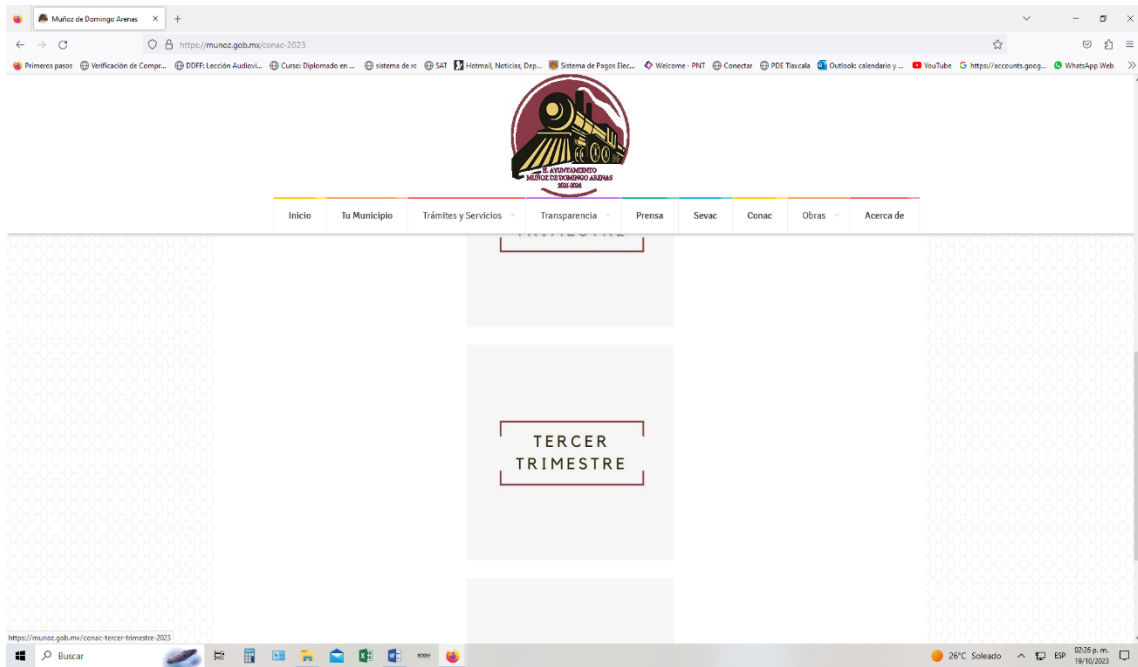 Muñoz de Domingo Arenas
https://munoz.gob.mx/conac-2023
Primeros pasos Verificación de Compr... DDFF: Lección Audiovi... Curso: Diplomado en ... sistema de rc SAT Hotmail, Noticias, Dep... Sistema de Pagos Elec... Welcome - PNT Conectar PDE Tlaxcala Outlook: calendario y ... YouTube https://accounts.goog... WhatsApp Web
H. AYUNTAMIENTO
MUÑOZ DE DOMINGO ARENAS
2021-2024
Inicio Tu Municipio Trámites y Servicios Transparencia Prensa Sevac Conac Obras Acerca de
TRIMESTRE
TERCER
TRIMESTRE
https://munoz.gob.mx/conac-tercer-trimestre-2023
Buscar
26°C Soleado ESP 02:26 p. m.
19/10/2023